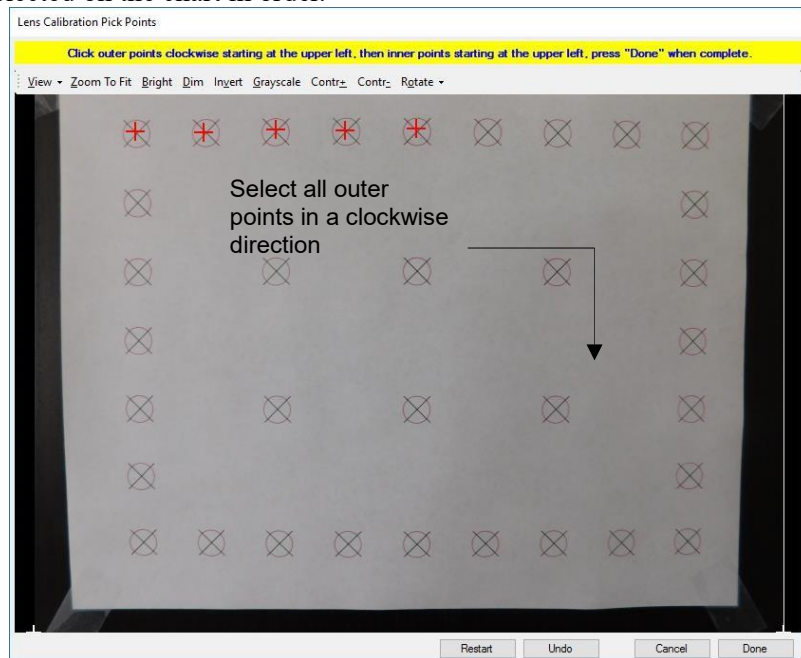 Lens Calibration Pick Points
Click outer points clockwise starting at the upper left, then inner points starting at the upper left, press "Done" when complete.
View Zoom To Fit Bright Dim Invert Grayscale Contr+ Contr- Rotate
Select all outer
points in a clockwise
direction
Restart Undo Cancel Done